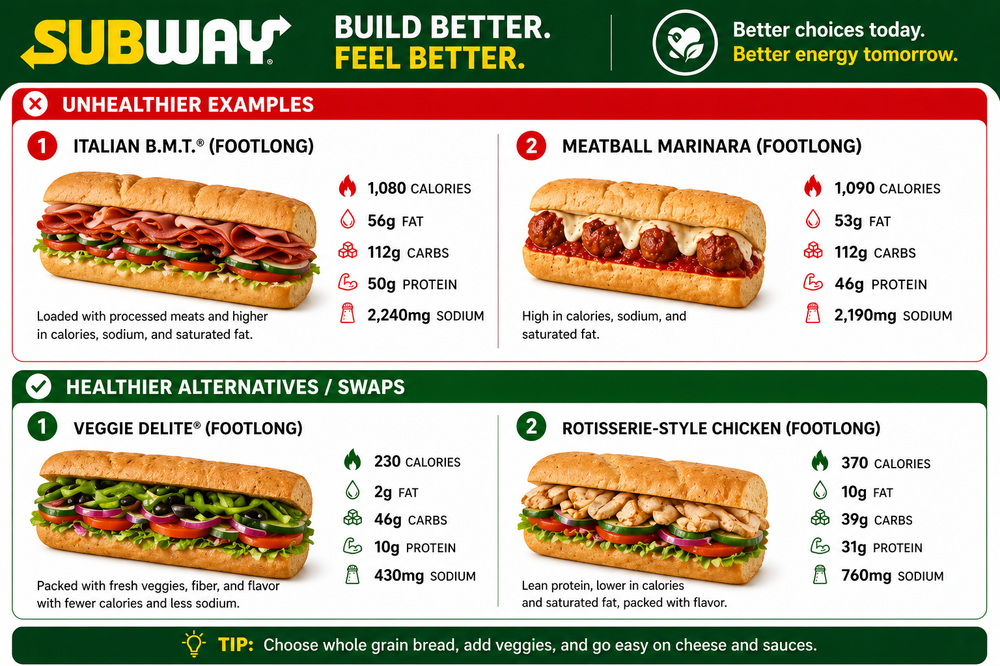 SUBWAY®
BUILD BETTER.
FEEL BETTER.
Better choices today.
Better energy tomorrow.
UNHEALTHIER EXAMPLES
1 ITALIAN B.M.T.® (FOOTLONG)
1,080 CALORIES
56g FAT
112g CARBS
50g PROTEIN
2,240mg SODIUM
Loaded with processed meats and higher
in calories, sodium, and saturated fat.
2 MEATBALL MARINARA (FOOTLONG)
1,090 CALORIES
53g FAT
112g CARBS
46g PROTEIN
2,190mg SODIUM
High in calories, sodium, and
saturated fat.
HEALTHIER ALTERNATIVES / SWAPS
1 VEGGIE DELITE® (FOOTLONG)
230 CALORIES
2g FAT
46g CARBS
10g PROTEIN
430mg SODIUM
Packed with fresh veggies, fiber, and flavor
with fewer calories and less sodium.
2 ROTISSERIE-STYLE CHICKEN (FOOTLONG)
370 CALORIES
10g FAT
39g CARBS
31g PROTEIN
760mg SODIUM
Lean protein, lower in calories
and saturated fat, packed with flavor.
TIP: Choose whole grain bread, add veggies, and go easy on cheese and sauces.